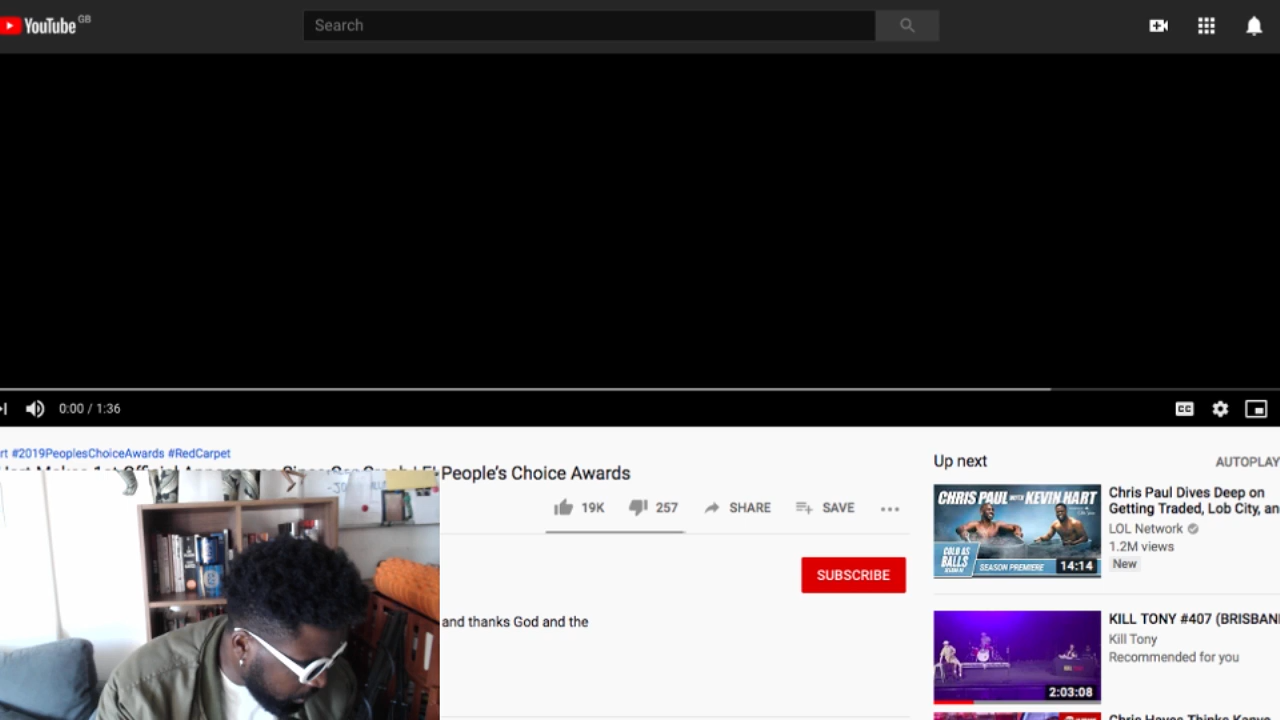 YouTube GB
Search
0:00 / 1:36
CC
rt #2019PeoplesChoiceAwards #RedCarpet
People's Choice Awards
19K
257
SHARE
SAVE
SUBSCRIBE
and thanks God and the
Up next
AUTOPLAY
CHRIS PAUL WITH KEVIN HART
COLD AS
BALLS
SEASON PREMIERE
14:14
Chris Paul Dives Deep on
Getting Traded, Lob City, an
LOL Network
1.2M views
New
2:03:08
KILL TONY #407 (BRISBAN
Kill Tony
Recommended for you